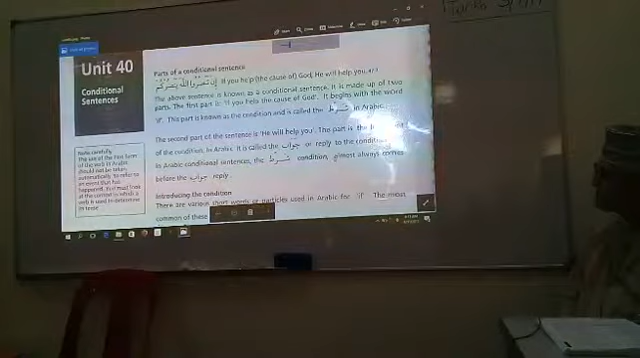 Unit 40
Conditional
Sentences
Note carefully
The use of the
of the verb in Arabic
should not be taken
automatically to refer to
an event that has
happened. You must look
at the context in which a
verb is used to determine
its tense
Parts of a conditional sentence
إن تنصروا الله ينصركم If you help (the cause of) God, He will help you.
The above sentence is known as a conditional sentence. It is made up of two
parts. The first part is: 'If you help the cause of God'. It begins with the word
'if'. This part is known as the condition and is called the شرط in Arabic.
The second part of the sentence is 'He will help you'. This part is the
of the condition. In Arabic it is called the جواب or reply to the condition.
In Arabic conditional sentences, the شرط condition, almost always comes
before the جواب reply.
Introducing the condition
There are various short words or particles used in Arabic for 'if'. The most
common of these